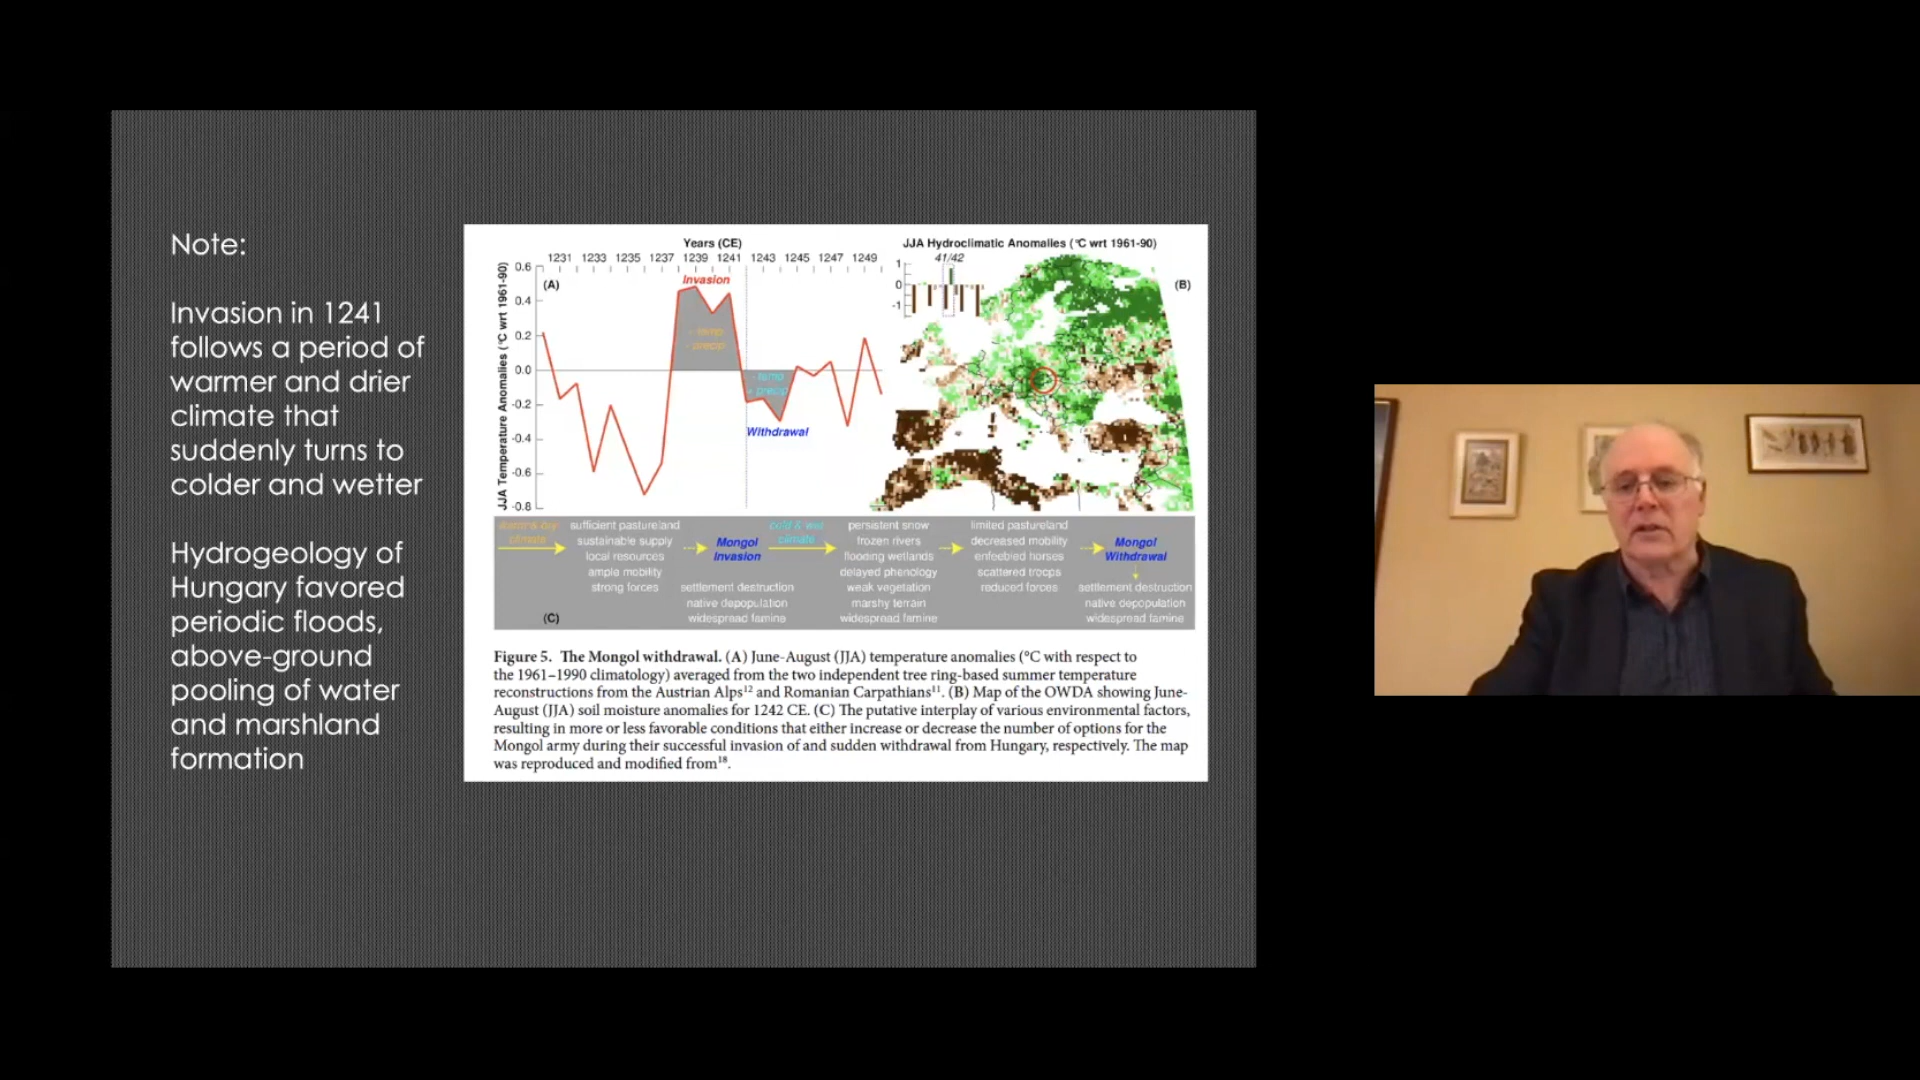 Note:
Invasion in 1241
follows a period of
warmer and drier
climate that
suddenly turns to
colder and wetter
Hydrogeology of
Hungary favored
periodic floods,
above-ground
pooling of water
and marshland
formation
Years (CE)
1231 1233 1235 1237 1239 1241 1243 1245 1247 1249
JJA Temperature Anomalies (°C wrt 1961-90)
0.6
0.4
0.2
0.0
-0.2
-0.4
-0.6
-0.8
(A)
Invasion
- precip
- temp
+ precip
Withdrawal
JJA Hydroclimatic Anomalies (°C wrt 1961-90)
41/42
1
0
-1
(B)
climate
sufficient pastureland
sustainable supply
local resources
ample mobility
strong forces
Mongol
Invasion
settlement destruction
native depopulation
widespread famine
cold & wet
climate
persistent snow
frozen rivers
flooding wetlands
delayed phenology
weak vegetation
marshy terrain
widespread famine
limited pastureland
decreased mobility
enfeebled horses
scattered troops
reduced forces
Mongol
Withdrawal
settlement destruction
native depopulation
widespread famine
(C)
Figure 5. The Mongol withdrawal. (A) June-August (JJA) temperature anomalies (°C with respect to
the 1961–1990 climatology) averaged from the two independent tree ring-based summer temperature
reconstructions from the Austrian Alps12 and Romanian Carpathians11. (B) Map of the OWDA showing June-
August (JJA) soil moisture anomalies for 1242 CE. (C) The putative interplay of various environmental factors,
resulting in more or less favorable conditions that either increase or decrease the number of options for the
Mongol army during their successful invasion of and sudden withdrawal from Hungary, respectively. The map
was reproduced and modified from18.